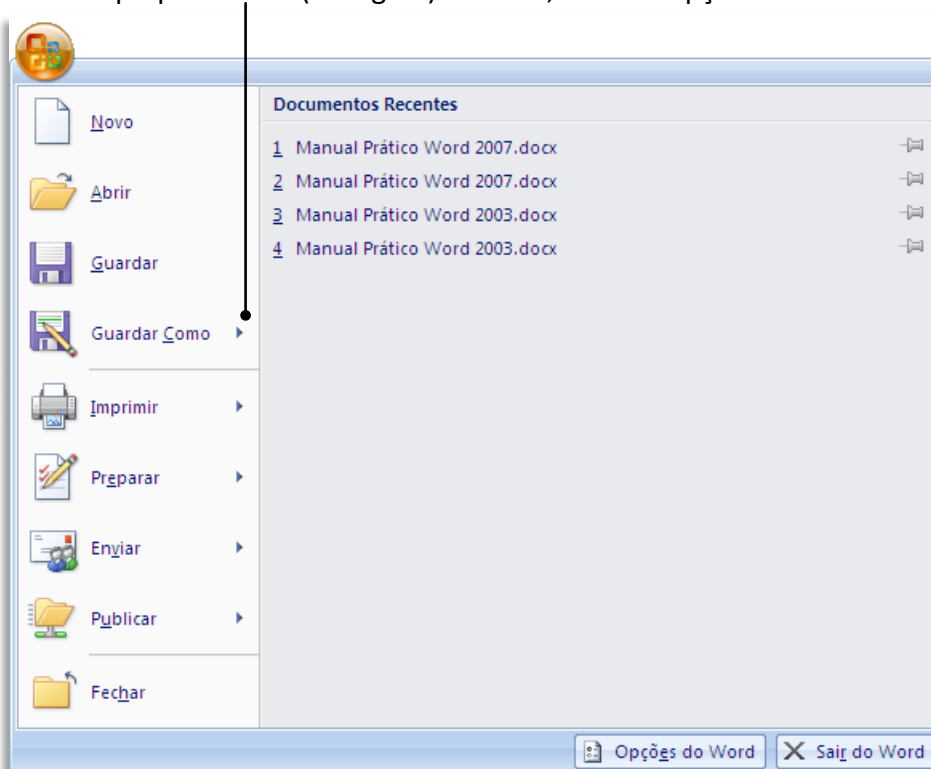 Novo
Abrir
Guardar
Guardar Como
Imprimir
Preparar
Enviar
Publicar
Fechar
Documentos Recentes
1 Manual Prático Word 2007.docx
2 Manual Prático Word 2007.docx
3 Manual Prático Word 2003.docx
4 Manual Prático Word 2003.docx
Opções do Word
Sair do Word